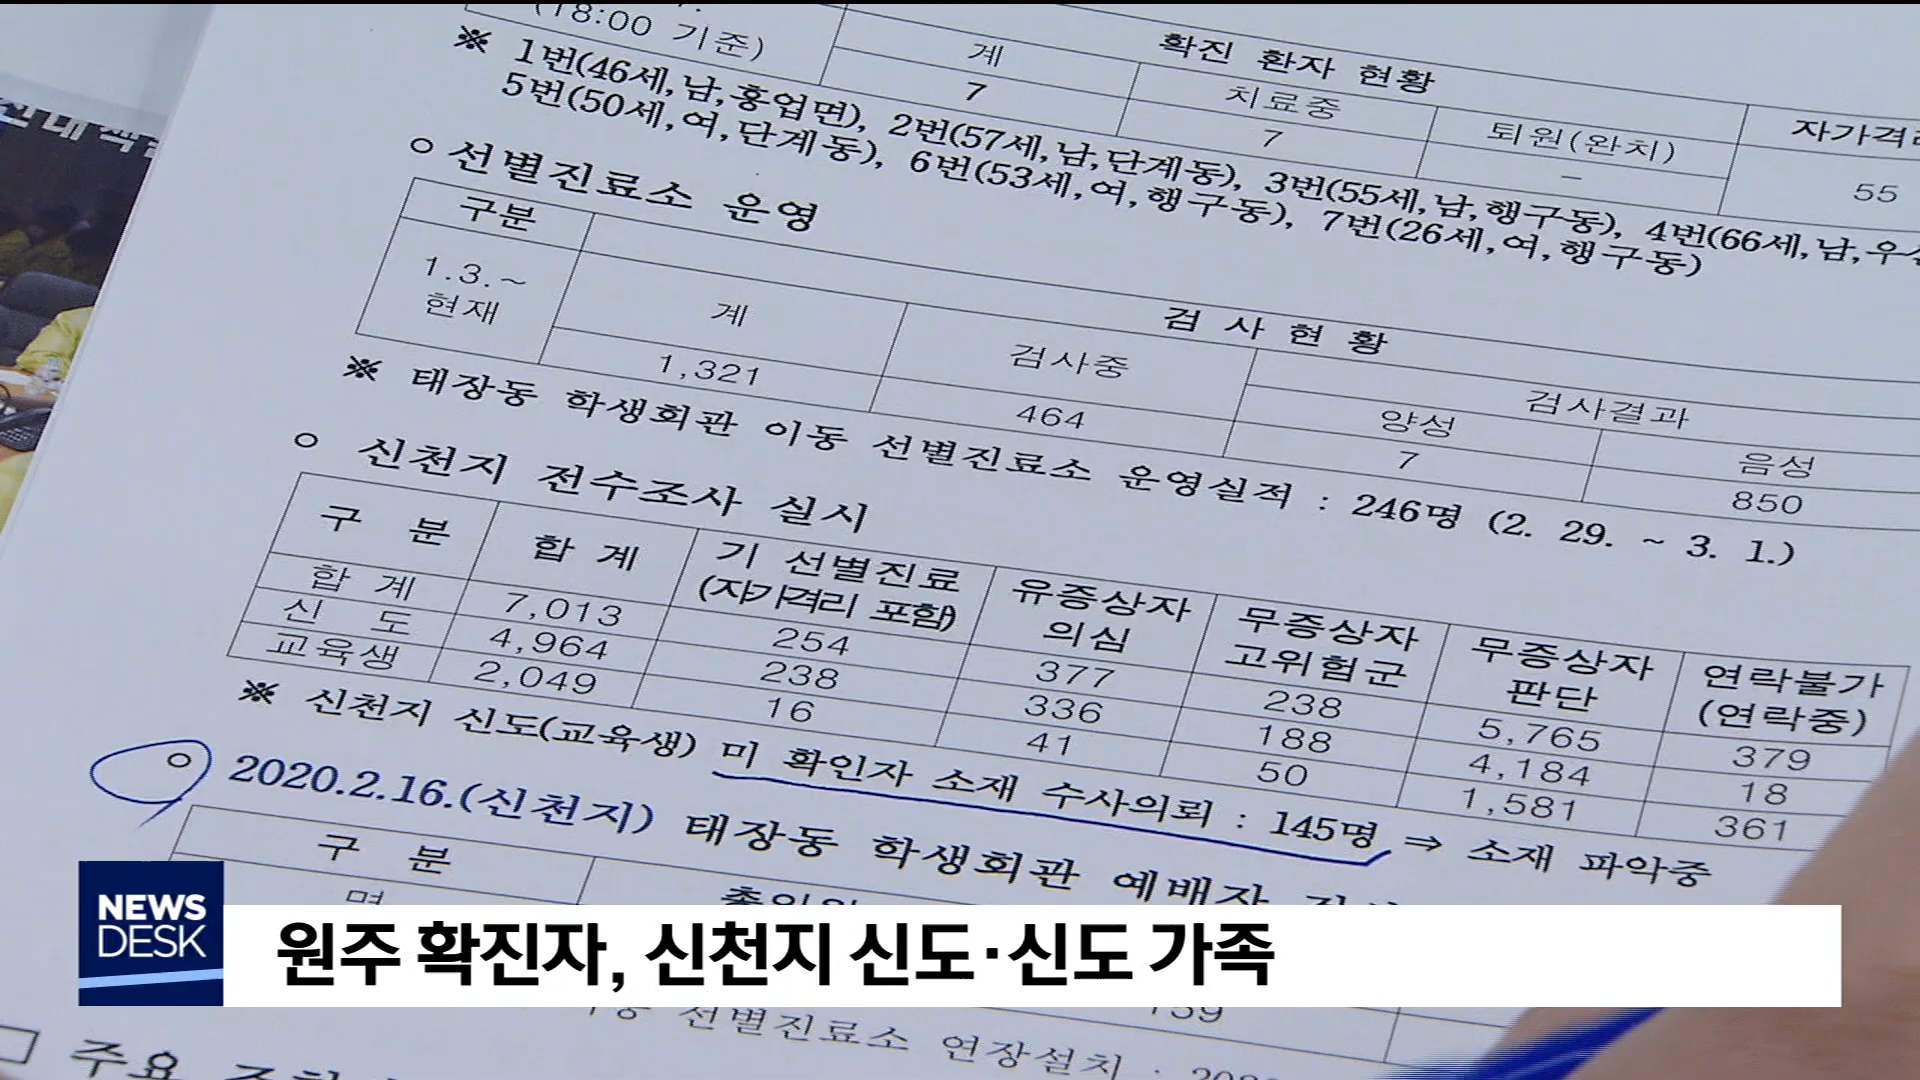 (18:00 기준)
계
확진 환자 현황
7
치료중
퇴원(완치)
자가격리
7
-
55
※ 1번(46세,남,흥업면), 2번(57세,남,단계동), 3번(55세,남,행구동), 4번(66세,남,우산
5번(50세,여,단계동), 6번(53세,여,행구동), 7번(26세,여,행구동)
○ 선별진료소 운영
구분
검 사 현 황
1.3.~
현재
계
검사중
검사결과
양성
음성
1,321
464
7
850
※ 태장동 학생회관 이동 선별진료소 운영실적 : 246명 (2. 29. ~ 3. 1.)
○ 신천지 전수조사 실시
구 분
합 계
기 선별진료
(자가격리 포함)
유증상자
의심
무증상자
고위험군
무증상자
판단
연락불가
(연락중)
합 계 7,013 254 377 238 5,765 379
신 도 4,964 238 336 188 4,184 18
교육생 2,049 16 41 50 1,581 361
※ 신천지 신도(교육생) 미 확인자 소재 수사의뢰 : 145명 ⇒ 소재 파악중
○ 2020.2.16.(신천지) 태장동 학생회관 예배자
구 분
명
NEWS
DESK
원주 확진자, 신천지 신도·신도 가족
159
선별진료소 연장설치
□ 주요